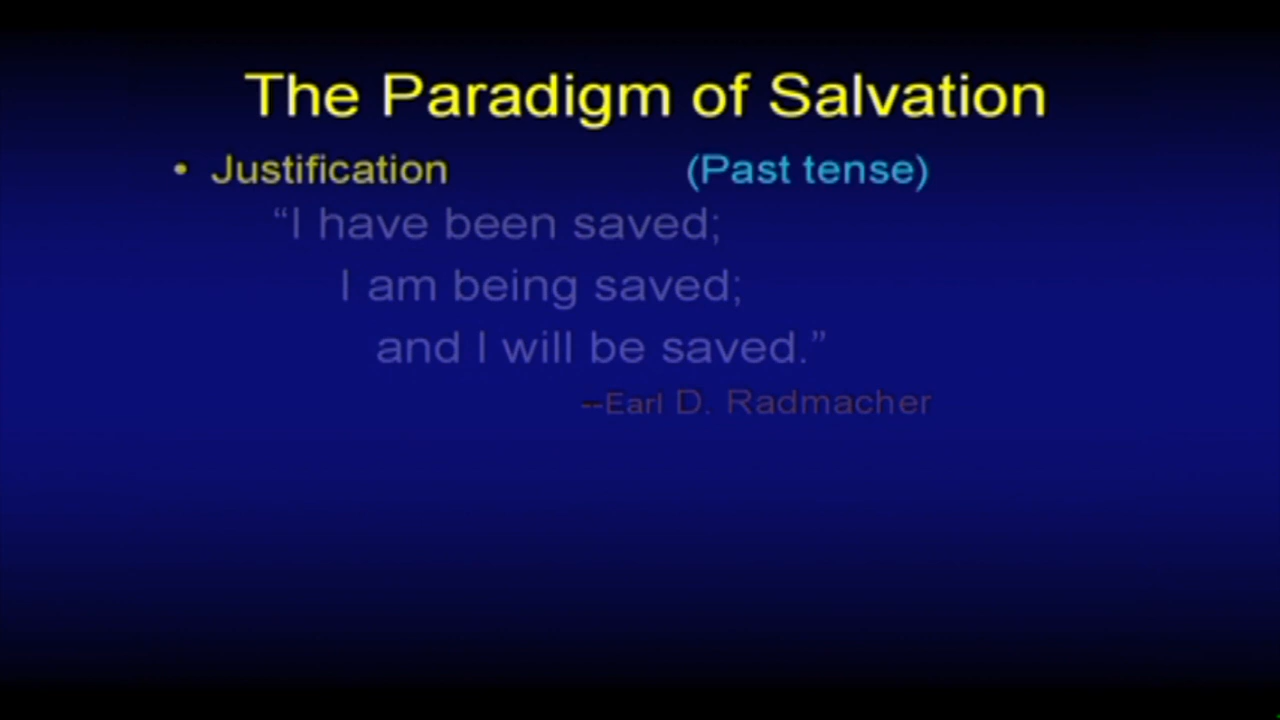 The Paradigm of Salvation
• Justification (Past tense)
“I have been saved;
I am being saved;
and I will be saved.”
--Earl D. Radmacher